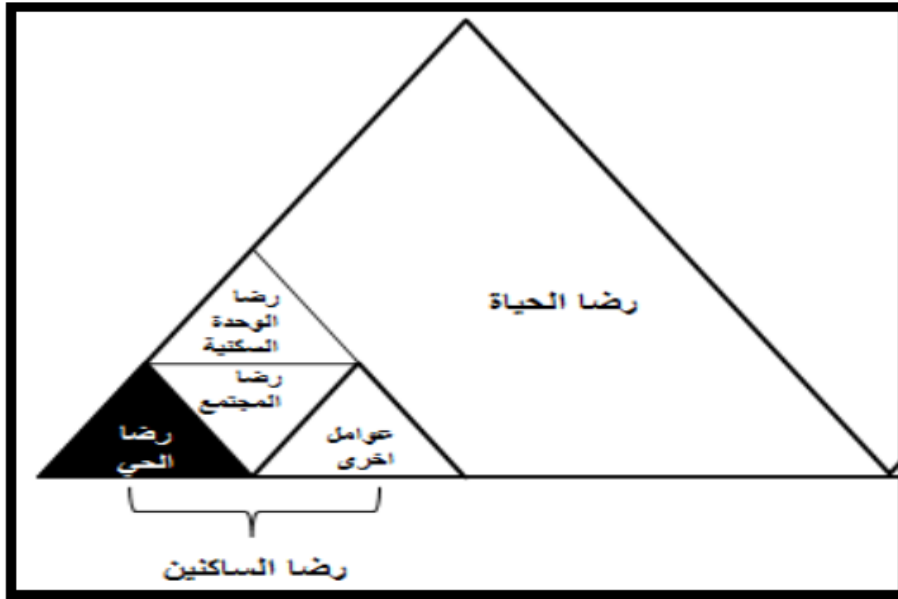 رضا
الوحدة
السكنية
رضا الحياة
رضا
المجتمع
رضا
الحي
عوامل
اخرى
رضا الساكنين